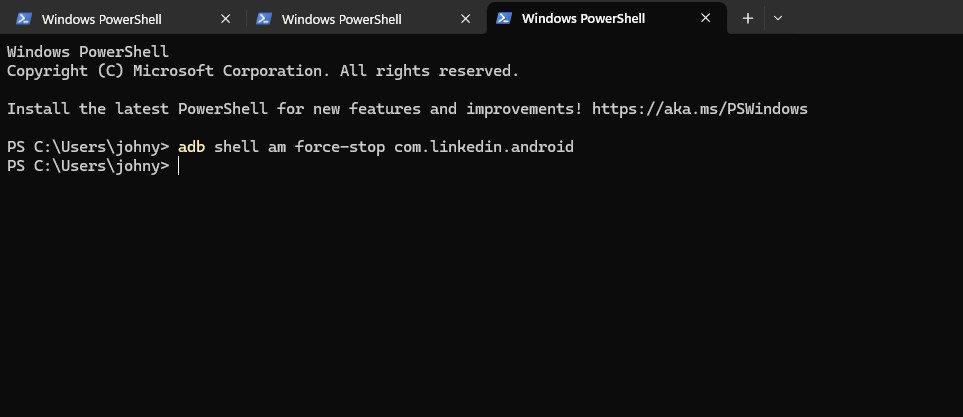 Windows PowerShell
Windows PowerShell
Windows PowerShell
Windows PowerShell
Copyright (C) Microsoft Corporation. All rights reserved.
Install the latest PowerShell for new features and improvements! https://aka.ms/PSWindows
PS C:\Users\johny> adb shell am force-stop com.linkedin.android
PS C:\Users\johny>